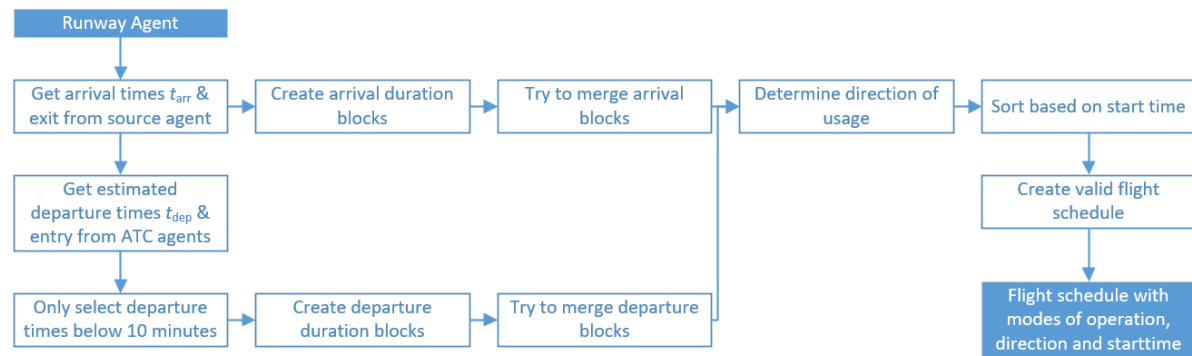 Runway Agent
Get arrival times tarr &
exit from source agent
Create arrival duration
blocks
Try to merge arrival
blocks
Determine direction of
usage
Sort based on start time
Get estimated
departure times tdep &
entry from ATC agents
Create valid flight
schedule
Only select departure
times below 10 minutes
Create departure
duration blocks
Try to merge departure
blocks
Flight schedule with
modes of operation,
direction and starttime